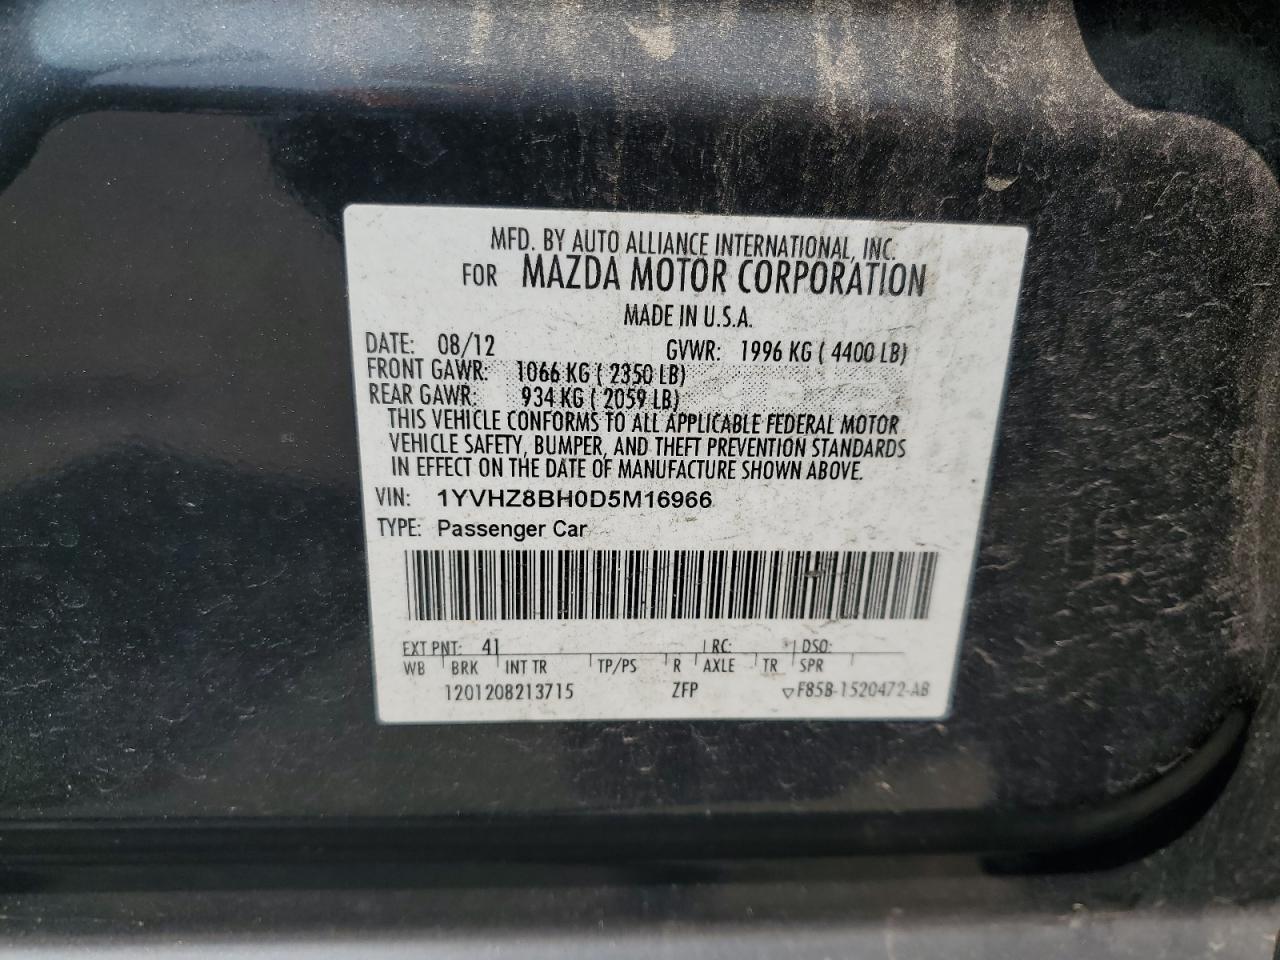 MFD. BY AUTO ALLIANCE INTERNATIONAL, INC.
FOR MAZDA MOTOR CORPORATION
MADE IN U.S.A.
DATE: 08/12 GVWR: 1996 KG ( 4400 LB)
FRONT GAWR: 1066 KG ( 2350 LB)
REAR GAWR: 934 KG ( 2059 LB)
THIS VEHICLE CONFORMS TO ALL APPLICABLE FEDERAL MOTOR
VEHICLE SAFETY, BUMPER, AND THEFT PREVENTION STANDARDS
IN EFFECT ON THE DATE OF MANUFACTURE SHOWN ABOVE.
VIN: 1YVHZ8BH0D5M16966
TYPE: Passenger Car
EXT PNT: 41 RC: DSO:
WB BRK INT TR TP/PS R AXLE TR SPR
1201208213715 ZFP ▽F85B-1520472-AB